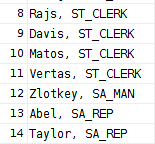 8 Rajs, ST_CLERK
9 Davis, ST_CLERK
10 Matos, ST_CLERK
11 Vertas, ST_CLERK
12 Zlotkey, SA_MAN
13 Abel, SA_REP
14 Taylor, SA_REP